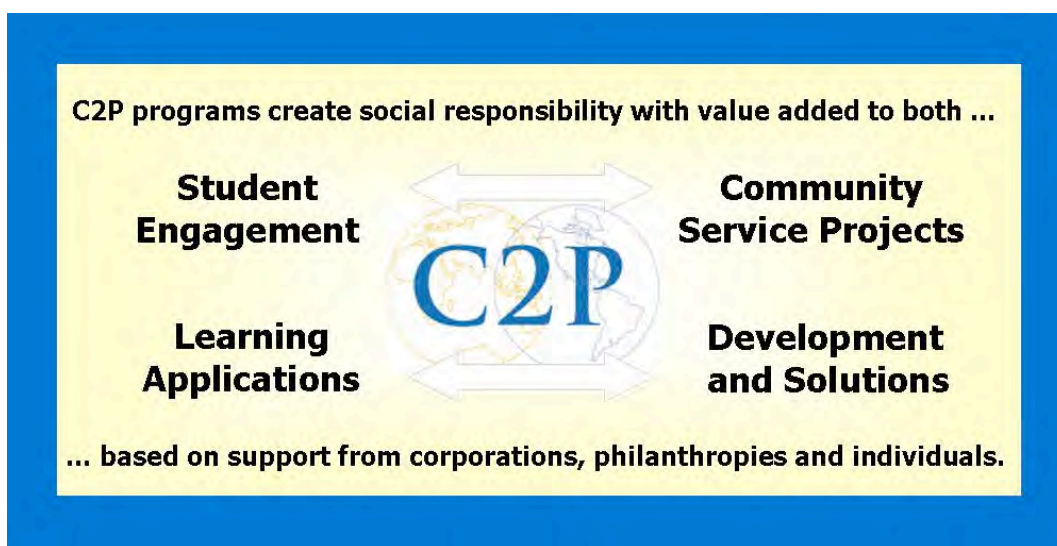 C2P programs create social responsibility with value added to both ...
Student
Engagement
Community
Service Projects
C2P
Learning
Applications
Development
and Solutions
... based on support from corporations, philanthropies and individuals.